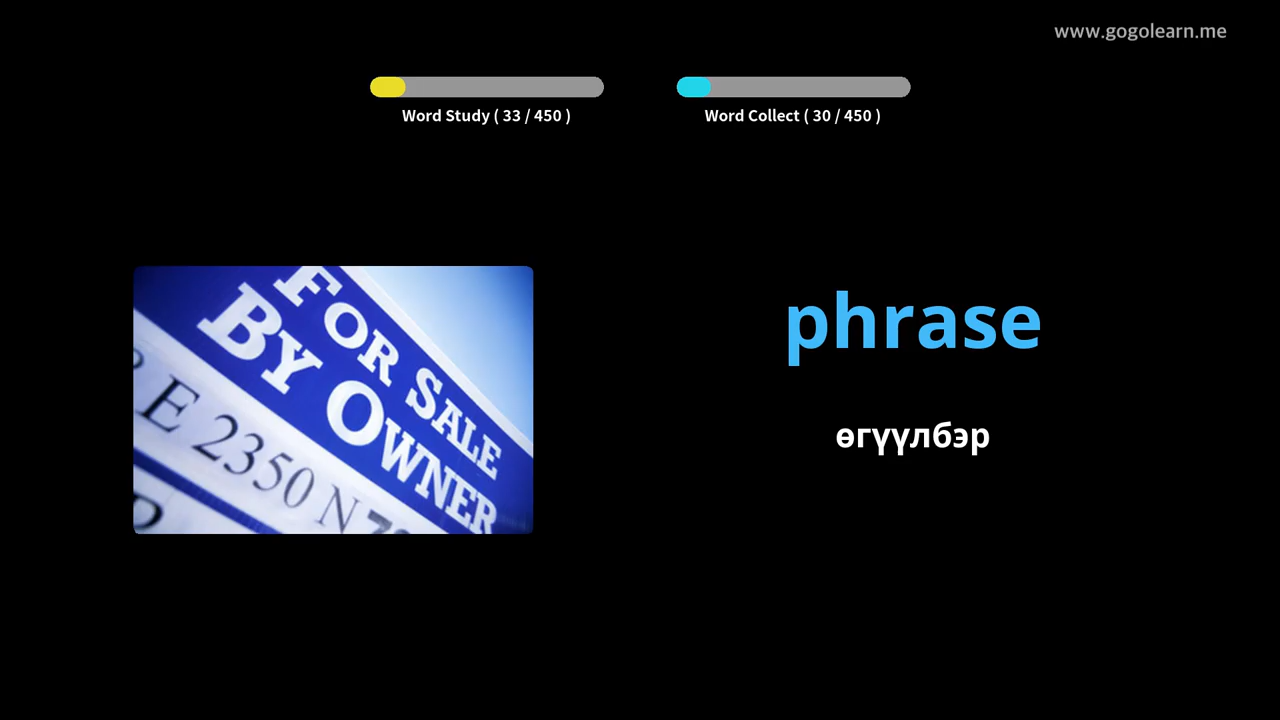 www.gogolearn.me
Word Study ( 33 / 450 )
Word Collect ( 30 / 450 )
FOR SALE
BY OWNER
E 2350 N
phrase
өгүүлбэр